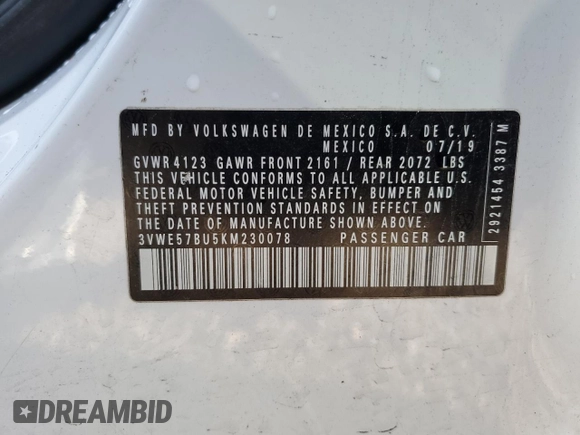 MFD BY VOLKSWAGEN DE MEXICO S.A. DE C.V.
MEXICO 07/19
GVWR 4123 GAWR FRONT 2161 / REAR 2072 LBS
THIS VEHICLE CONFORMS TO ALL APPLICABLE U.S.
FEDERAL MOTOR VEHICLE SAFETY, BUMPER AND
THEFT PREVENTION STANDARDS IN EFFECT ON
THE DATE OF MANUFACTURE SHOWN ABOVE
3VWE57BU5KM230078 PASSENGER CAR
2921454 3387 M
DREAMBID